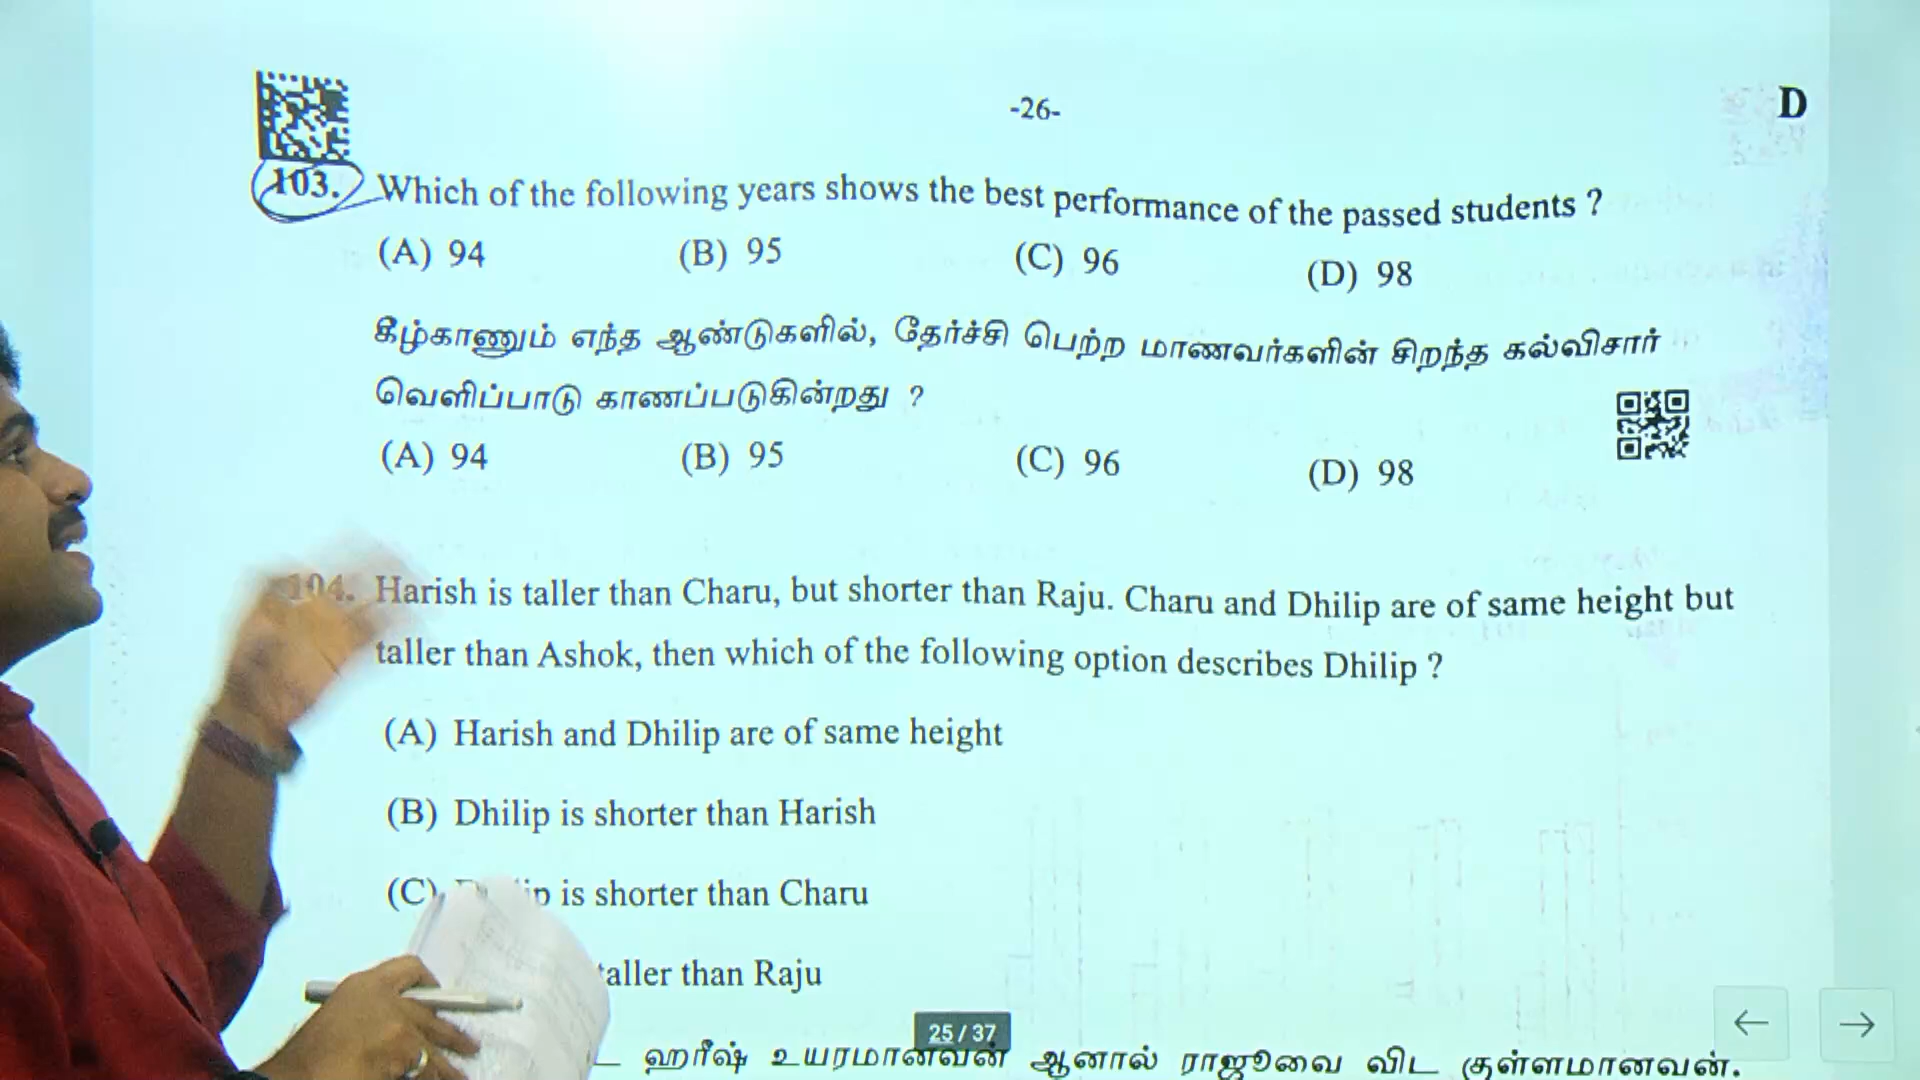 -26-
D
103. Which of the following years shows the best performance of the passed students ?
(A) 94 (B) 95 (C) 96 (D) 98
கீழ்காணும் எந்த ஆண்டுகளில், தேர்ச்சி பெற்ற மாணவர்களின் சிறந்த கல்விசார்
வெளிப்பாடு காணப்படுகின்றது ?
(A) 94 (B) 95 (C) 96 (D) 98
104. Harish is taller than Charu, but shorter than Raju. Charu and Dhilip are of same height but
taller than Ashok, then which of the following option describes Dhilip ?
(A) Harish and Dhilip are of same height
(B) Dhilip is shorter than Harish
(C) is shorter than Charu
taller than Raju
25 / 37
ஹரீஷ் உயரமானவன் ஆனால் ராஜூவை விட குள்ளமானவன்.